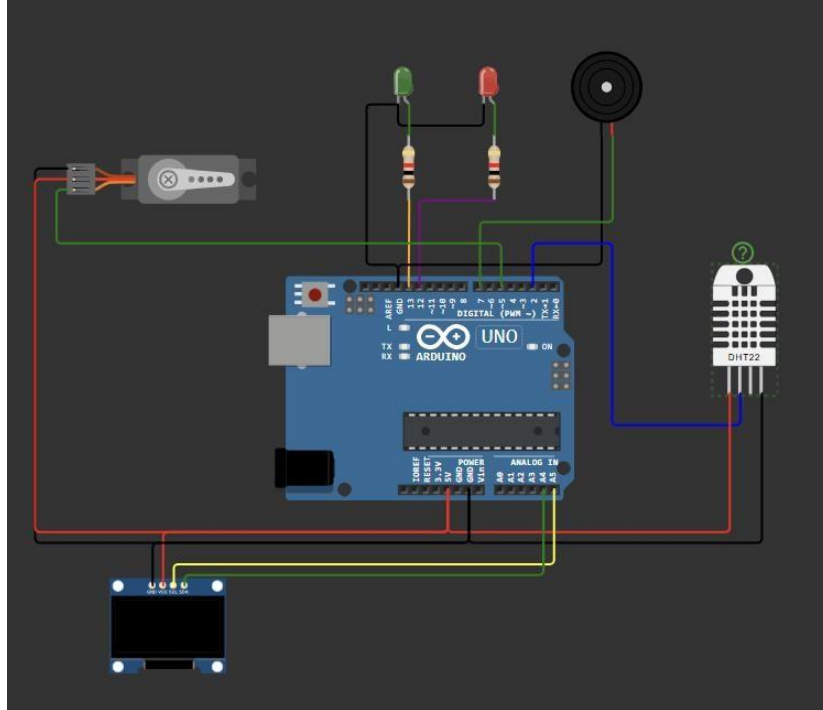 ?
AREF
GND
13
12
~11
~10
~9
8
7
~6
~5
4
~3
2
TX→1
RX←0
DIGITAL (PWM ~)
L
TX
RX
UNO
ON
ARDUINO
DHT22
IOREF
RESET
3.3V
5V
GND
GND
Vin
POWER
ANALOG IN
A0
A1
A2
A3
A4
A5
GND VCC SCL SDA